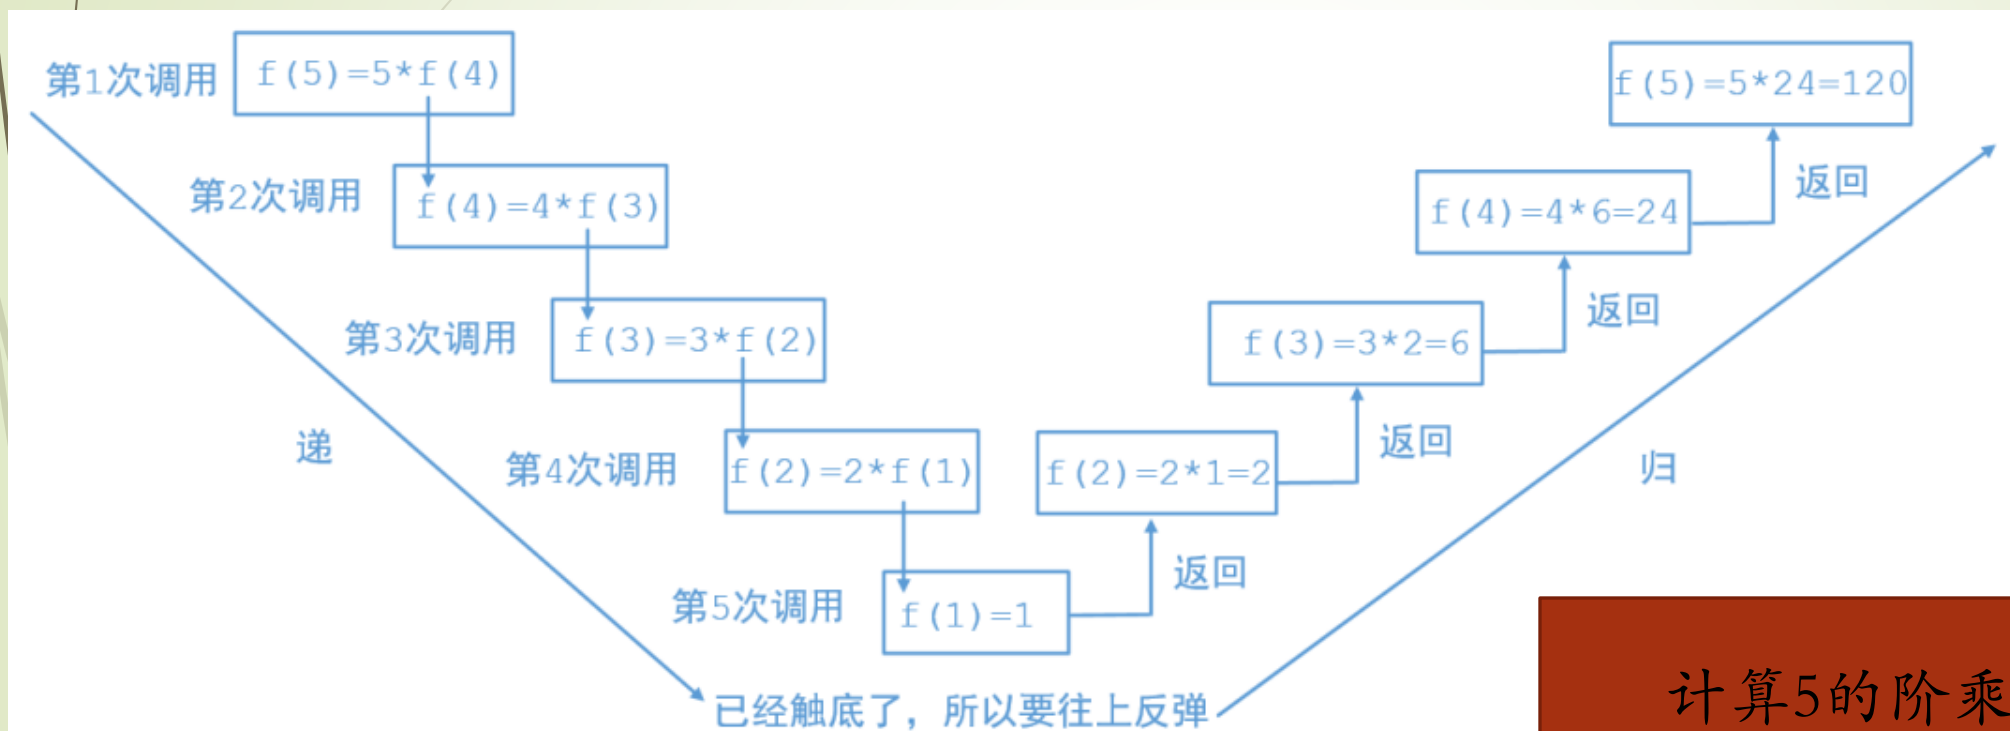 第1次调用
f(5)=5*f(4)
第2次调用
f(4)=4*f(3)
第3次调用
f(3)=3*f(2)
第4次调用
f(2)=2*f(1)
第5次调用
f(1)=1
递
已经触底了，所以要往上反弹
返回
f(2)=2*1=2
返回
f(3)=3*2=6
返回
f(4)=4*6=24
返回
f(5)=5*24=120
归
计算5的阶乘